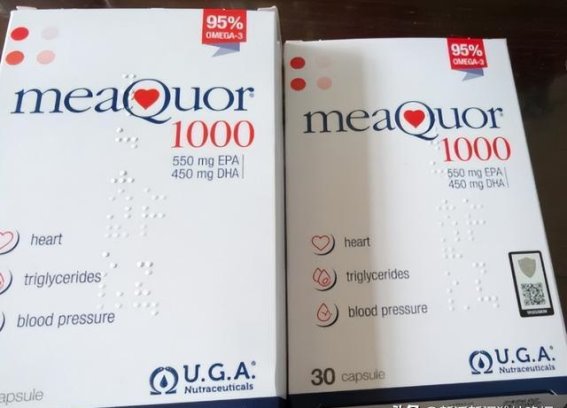 95%
OMEGA-3
meaQuor®
1000
550 mg EPA
450 mg DHA
heart
triglycerides
blood pressure
apsule
U.G.A.®
Nutraceuticals
95%
OMEGA-3
meaQuor®
1000
550 mg EPA
450 mg DHA
heart
triglycerides
blood pressure
30 capsule
U.G.A.®
Nutraceuticals